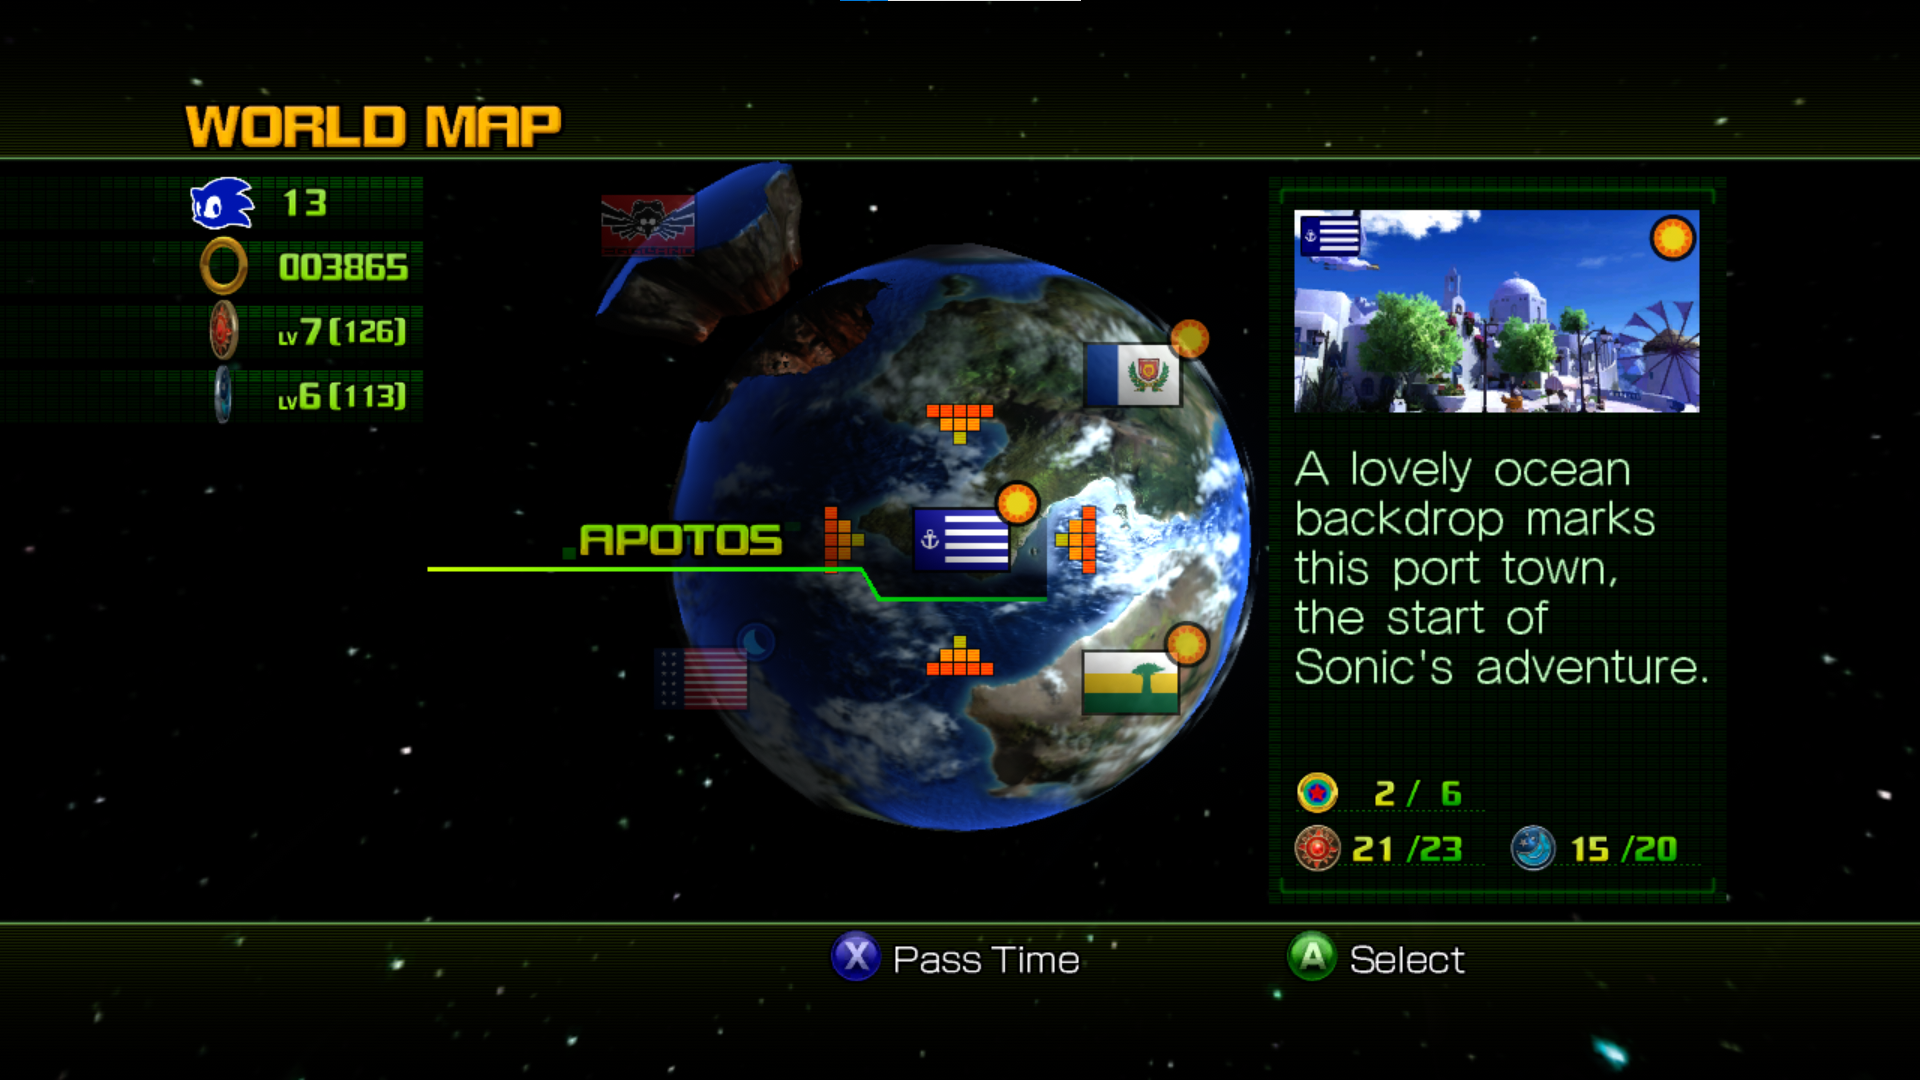 WORLD MAP
13
003865
LV7(126)
LV6(113)
APOTOS
A lovely ocean
backdrop marks
this port town,
the start of
Sonic's adventure.
2/ 6
21/23
15/20
X Pass Time
A Select